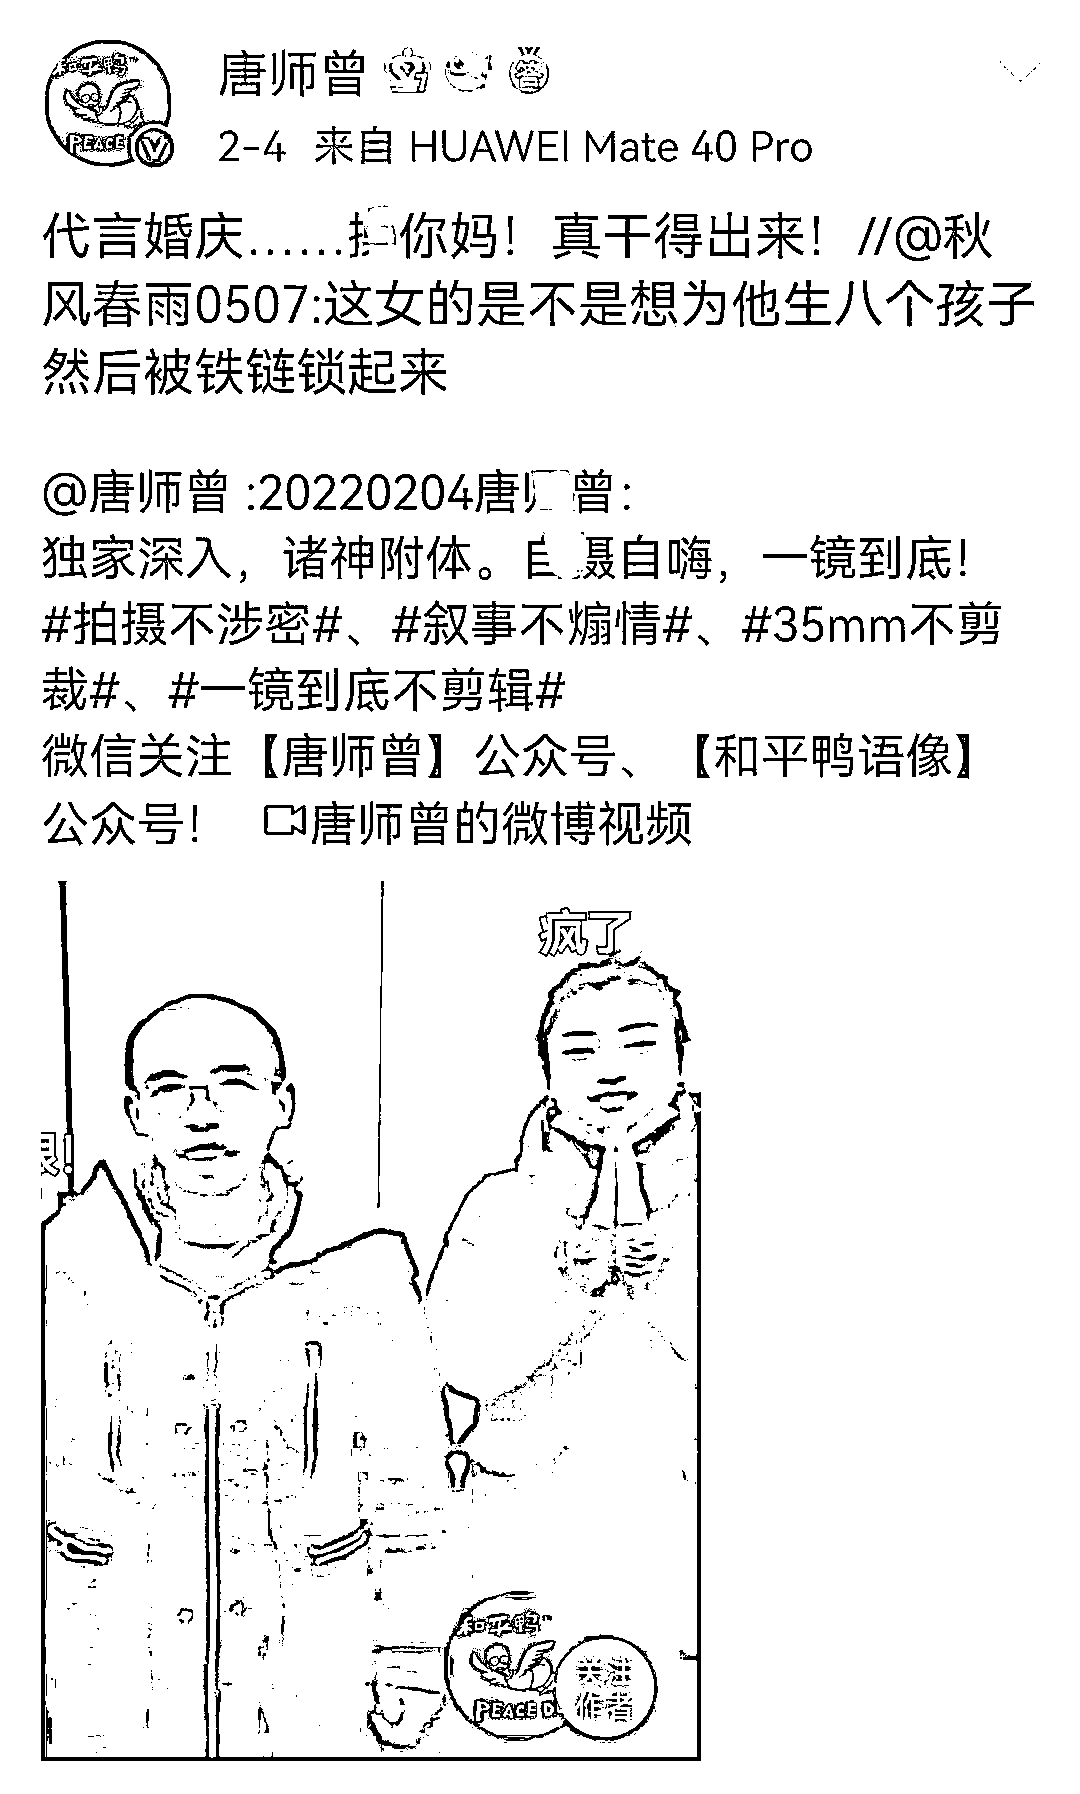 和平鸭
PEACE
唐师曾
2-4 来自 HUAWEI Mate 40 Pro
代言婚庆……你妈！真干得出来！//@秋
风春雨0507:这女的是不是想为他生八个孩子
然后被铁链锁起来
@唐师曾 :20220204唐师曾：
独家深入，诸神附体。自摄自嗨，一镜到底！
#拍摄不涉密#、#叙事不煽情#、#35mm不剪
裁#、#一镜到底不剪辑#
微信关注【唐师曾】公众号、【和平鸭语像】
公众号！ 唐师曾的微博视频
疯了
和平鸭
PEACE D
关注
作者